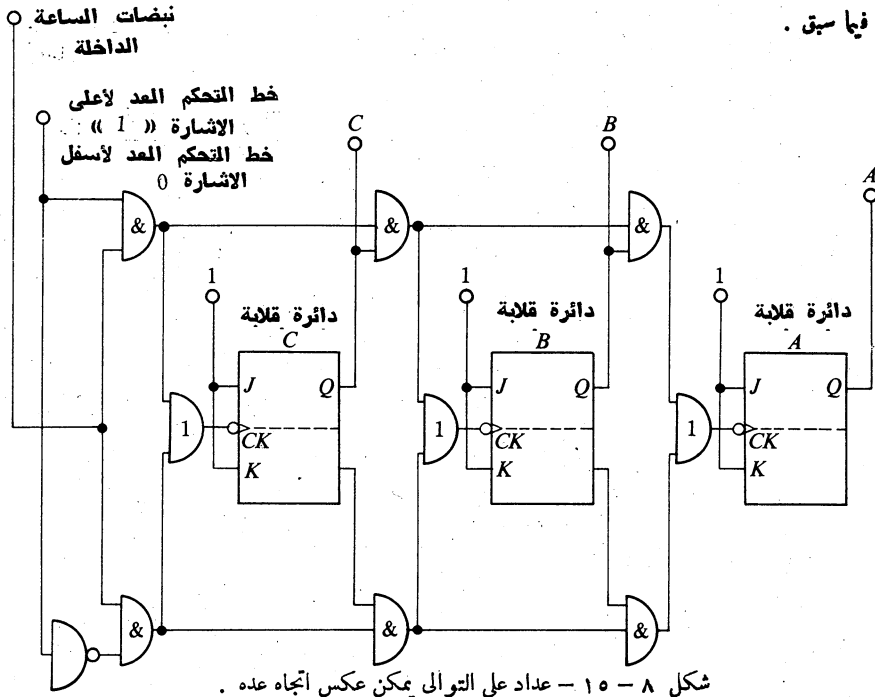 فيما سبق .
نبضات الساعة
الداخلة
خط التحكم العد لأعلى
الاشارة (( 1 ))
خط التحكم العد لأسفل
الاشارة 0
C
B
A
&
&
&
1
1
1
دائرة قلابة
C
دائرة قلابة
B
دائرة قلابة
A
J
Q
J
Q
J
Q
1
CK
1
CK
1
CK
K
K
K
&
&
&
شكل ٨ – ١٥ – عداد على التوالى يمكن عكس اتجاه عده .